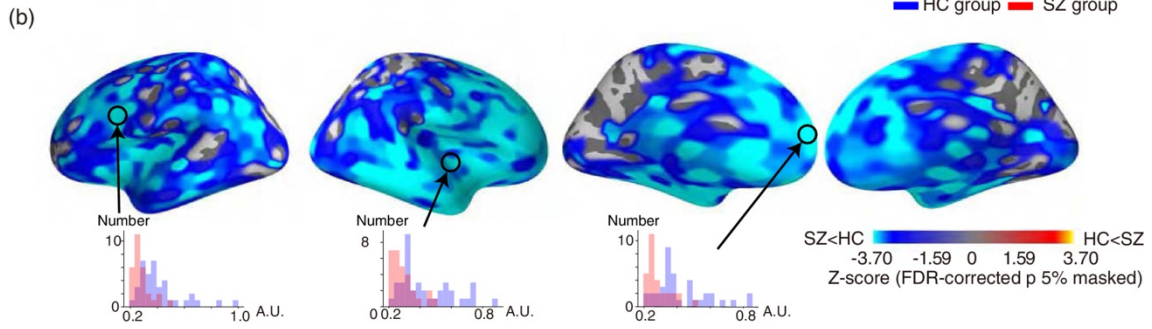 (b)
HC group SZ group
Number Number Number
10 8 10
0 0 0
0.2 1.0 A.U. 0.2 0.8 A.U. 0.2 0.8 A.U.
SZ<HC HC<SZ
-3.70 -1.59 0 1.59 3.70
Z-score (FDR-corrected p 5% masked)